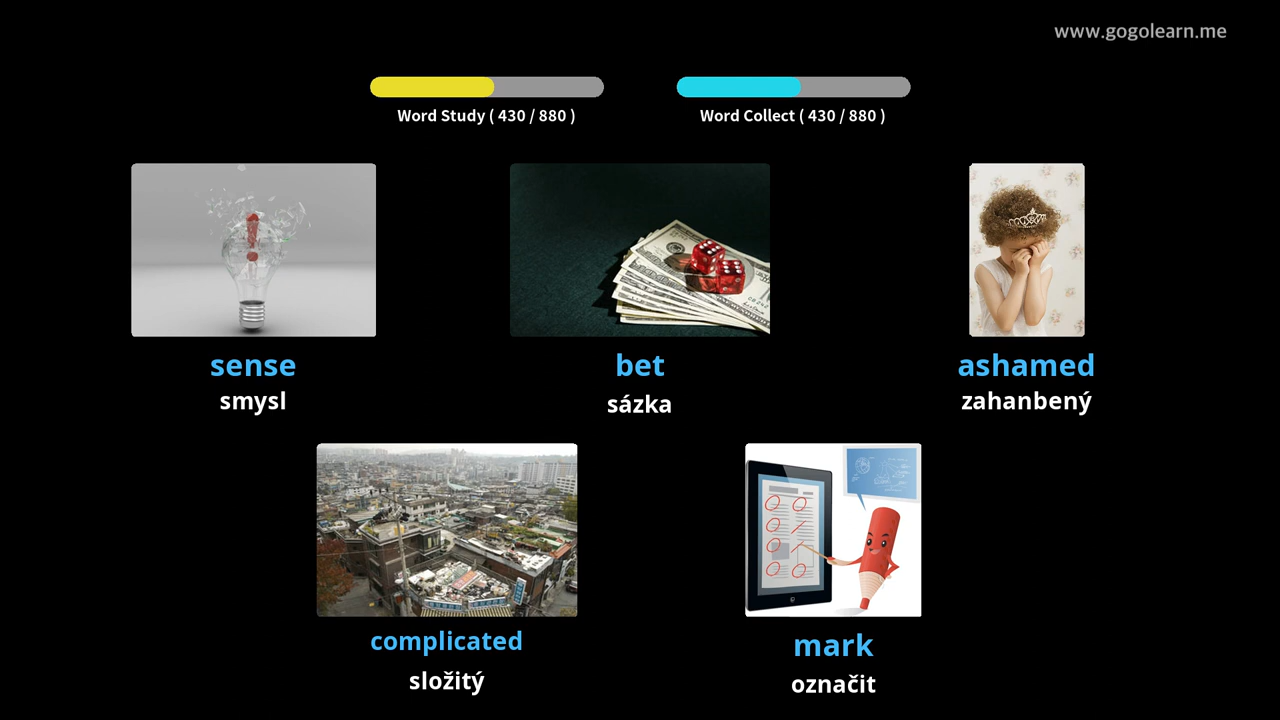 www.gogolearn.me
Word Study ( 430 / 880 )
Word Collect ( 430 / 880 )
sense
smysl
bet
sázka
ashamed
zahanbený
complicated
složitý
mark
označit